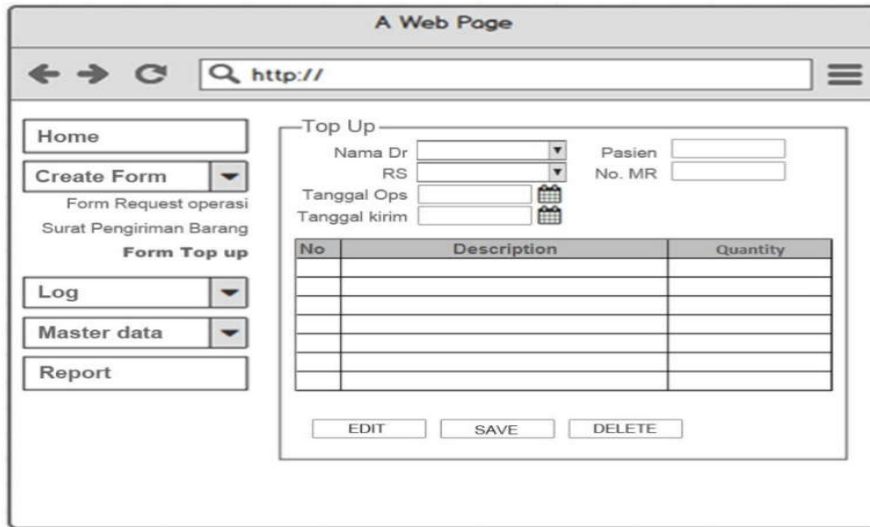 A Web Page
http://
Home
Create Form
Form Request operasi
Surat Pengiriman Barang
Form Top up
Log
Master data
Report
Top Up
Nama Dr
Pasien
RS
No. MR
Tanggal Ops
Tanggal kirim
No Description Quantity
EDIT SAVE DELETE